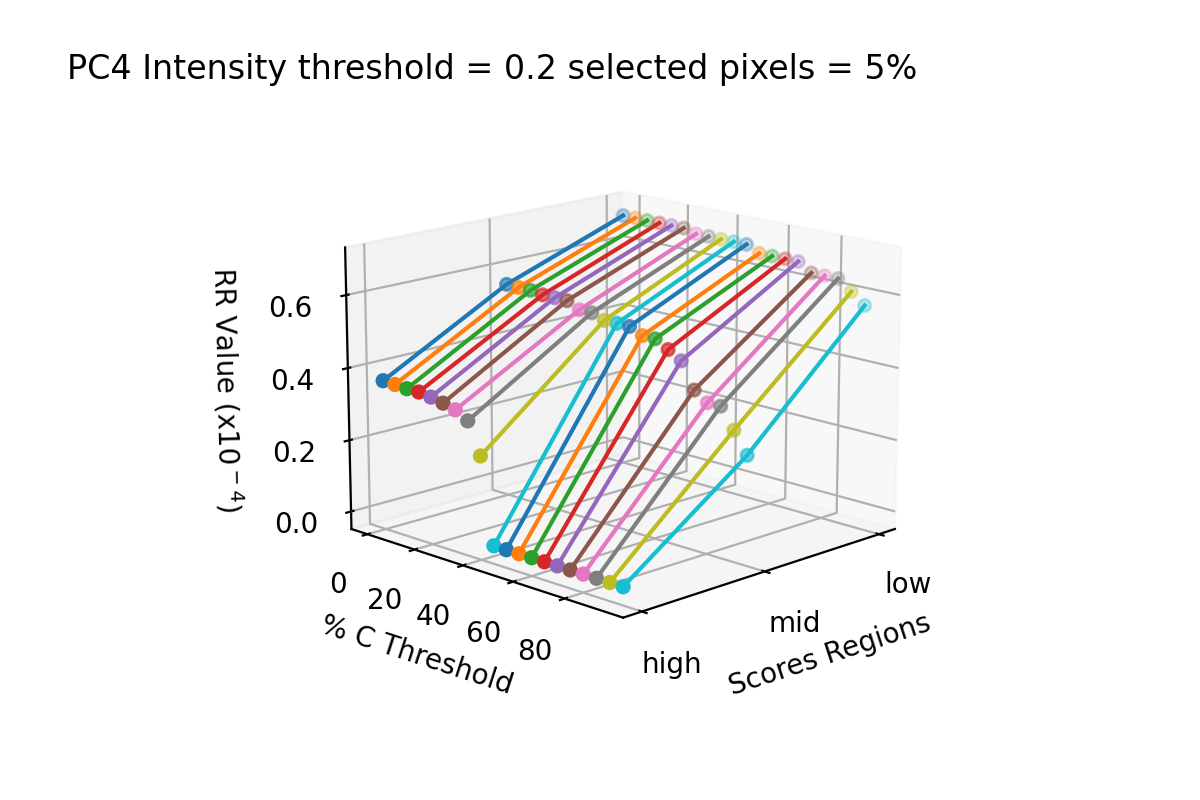 PC4 Intensity threshold = 0.2 selected pixels = 5%
RR Value (x10⁻⁴)
0.6
0.4
0.2
0.0
0
20
40
60
80
% C Threshold
low
mid
high
Scores Regions